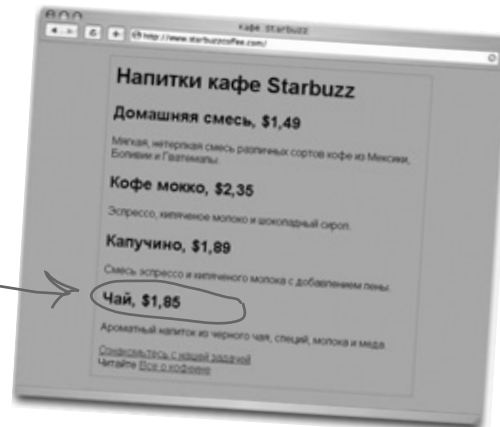 кафе Starbuzz
http://www.starbuzzcoffee.com/
Напитки кафе Starbuzz
Домашняя смесь, $1,49
Мягкая, нетерпкая смесь различных сортов кофе из Мексики,
Боливии и Гватемалы.
Кофе мокко, $2,35
Эспрессо, кипяченое молоко и шоколадный сироп.
Капучино, $1,89
Смесь эспрессо и кипяченого молока с добавлением пены.
Чай, $1,85
Ароматный напиток из черного чая, специй, молока и меда.
Ознакомьтесь с нашей задачей
Читайте Все о кофеине